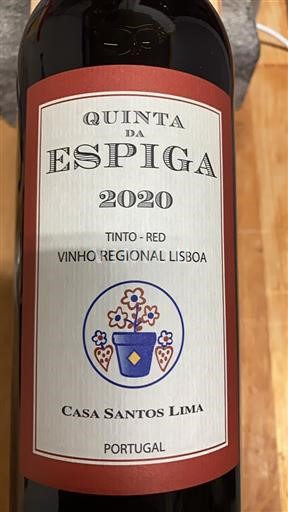 QUINTA
DA
ESPIGA
2020
TINTO - RED
VINHO REGIONAL LISBOA
CASA SANTOS LIMA
PORTUGAL